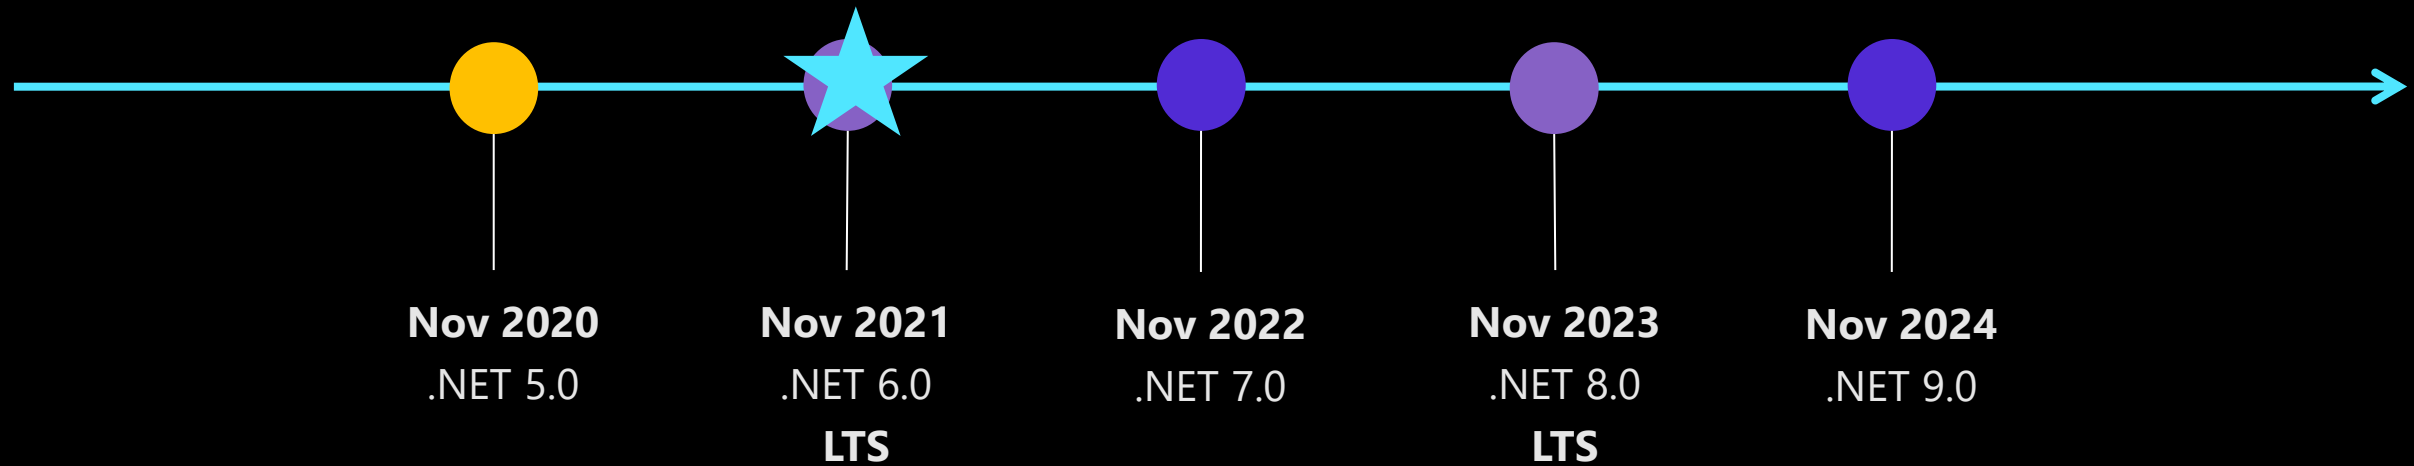 Nov 2020
.NET 5.0
Nov 2021
.NET 6.0
LTS
Nov 2022
.NET 7.0
Nov 2023
.NET 8.0
LTS
Nov 2024
.NET 9.0